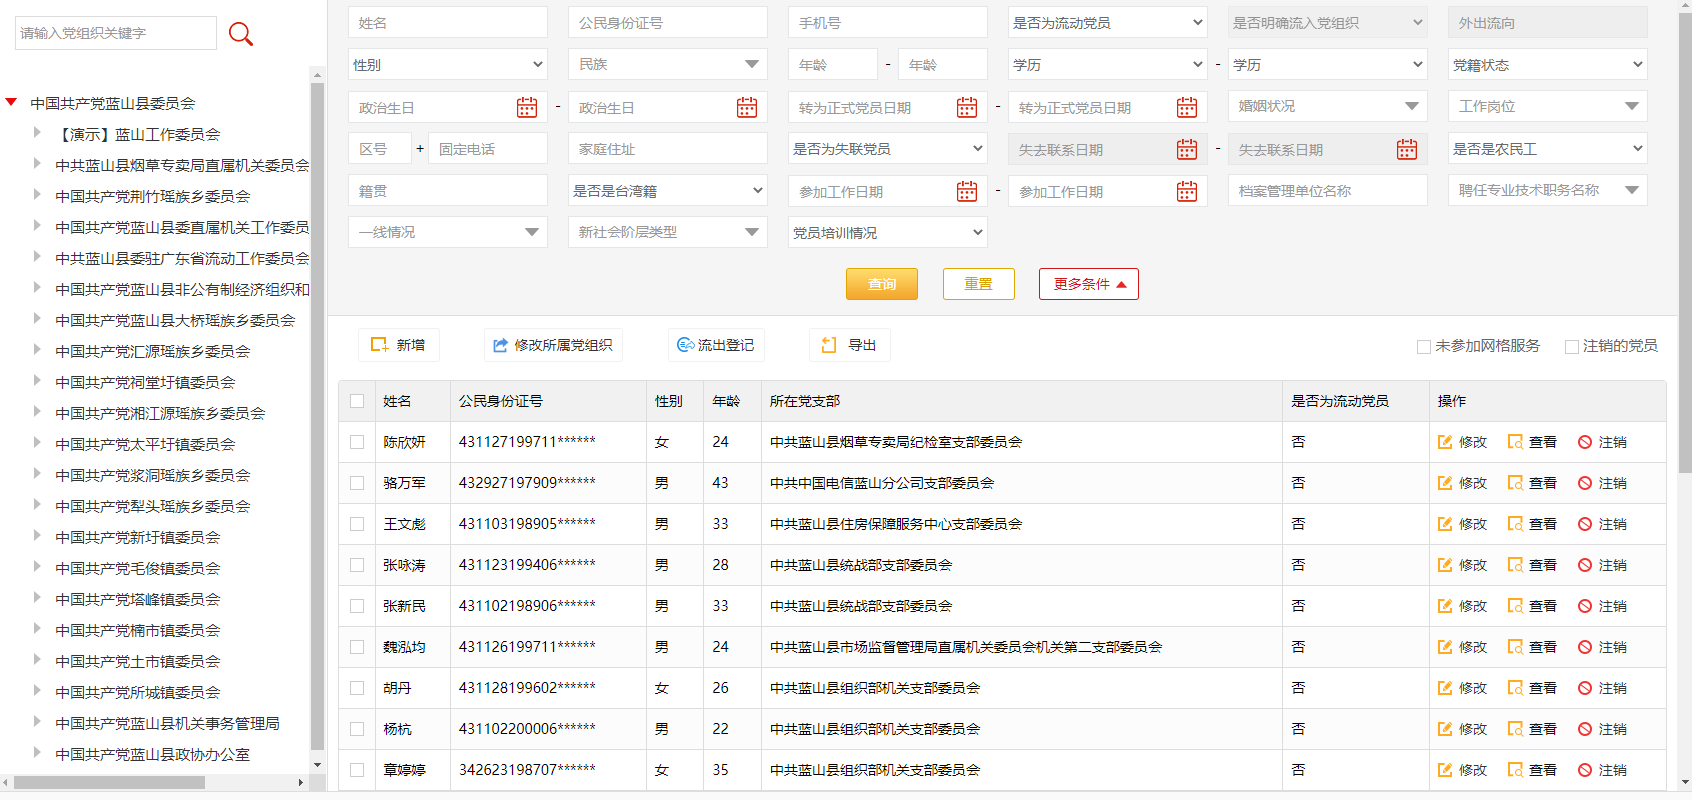 请输入党组织关键字
中国共产党蓝山县委员会
【演示】蓝山工作委员会
中共蓝山县烟草专卖局直属机关委员会
中国共产党荆竹瑶族乡委员会
中国共产党蓝山县委直属机关工作委员
中共蓝山县委驻广东省流动工作委员会
中国共产党蓝山县非公有制经济组织和
中国共产党蓝山县大桥瑶族乡委员会
中国共产党汇源瑶族乡委员会
中国共产党祠堂圩镇委员会
中国共产党湘江源瑶族乡委员会
中国共产党太平圩镇委员会
中国共产党浆洞瑶族乡委员会
中国共产党犁头瑶族乡委员会
中国共产党新圩镇委员会
中国共产党毛俊镇委员会
中国共产党塔峰镇委员会
中国共产党楠市镇委员会
中国共产党土市镇委员会
中国共产党所城镇委员会
中国共产党蓝山县机关事务管理局
中国共产党蓝山县政协办公室
姓名 公民身份证号 手机号 是否为流动党员 是否明确流入党组织 外出流向
性别 民族 年龄 - 年龄 学历 - 学历 党籍状态
政治生日 - 政治生日 转为正式党员日期 - 转为正式党员日期 婚姻状况 工作岗位
区号 + 固定电话 家庭住址 是否为失联党员 失去联系日期 - 失去联系日期 是否是农民工
籍贯 是否是台湾籍 参加工作日期 - 参加工作日期 档案管理单位名称 聘任专业技术职务名称
一线情况 新社会阶层类型 党员培训情况
查询 重置 更多条件
新增 修改所属党组织 流出登记 导出 未参加网格服务 注销的党员
姓名 公民身份证号 性别 年龄 所在党支部 是否为流动党员 操作
陈欣妍 431127199711****** 女 24 中共蓝山县烟草专卖局纪检室支部委员会 否 修改 查看 注销
骆万军 432927197909****** 男 43 中共中国电信蓝山分公司支部委员会 否 修改 查看 注销
王文彪 431103198905****** 男 33 中共蓝山县住房保障服务中心支部委员会 否 修改 查看 注销
张咏涛 431123199406****** 男 28 中共蓝山县统战部支部委员会 否 修改 查看 注销
张新民 431102198906****** 男 33 中共蓝山县统战部支部委员会 否 修改 查看 注销
魏泓均 431126199711****** 男 24 中共蓝山县市场监督管理局直属机关委员会机关第二支部委员会 否 修改 查看 注销
胡丹 431128199602****** 女 26 中共蓝山县组织部机关支部委员会 否 修改 查看 注销
杨杭 431102200006****** 男 22 中共蓝山县组织部机关支部委员会 否 修改 查看 注销
章婷婷 342623198707****** 女 35 中共蓝山县组织部机关支部委员会 否 修改 查看 注销